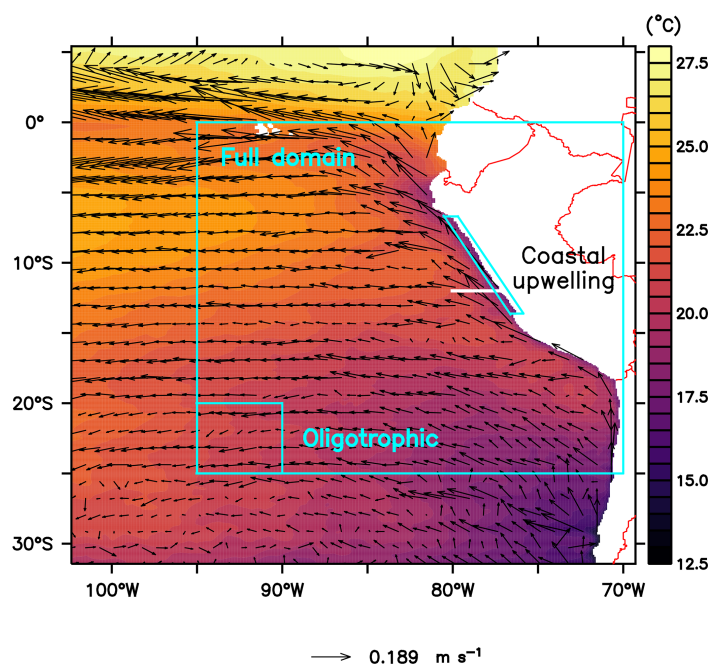 (°C)
27.5
0°
25.0
Full domain
22.5
10°S
Coastal
upwelling
20.0
17.5
20°S
Oligotrophic
15.0
30°S
12.5
100°W
90°W
80°W
70°W
0.189 m s⁻¹